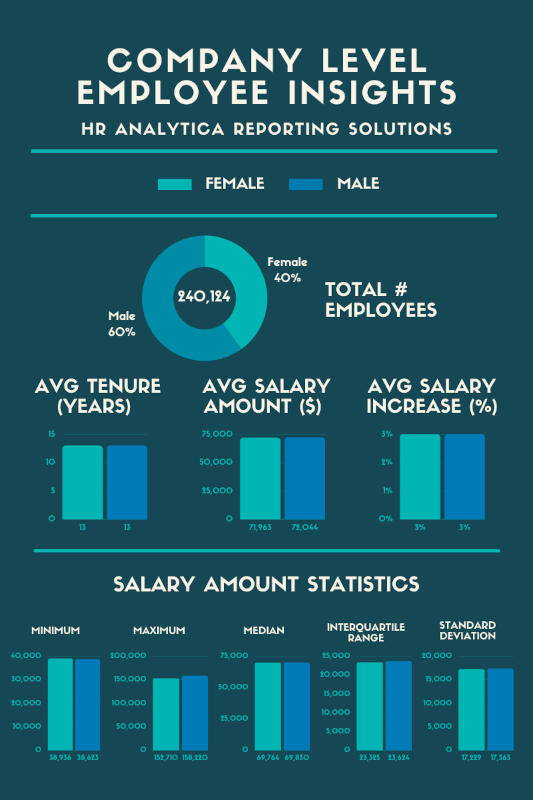 COMPANY LEVEL
EMPLOYEE INSIGHTS
HR ANALYTICA REPORTING SOLUTIONS
FEMALE
MALE
Female
40%
240,124
Male
60%
TOTAL #
EMPLOYEES
AVG TENURE
(YEARS)
15
10
5
0
13
13
AVG SALARY
AMOUNT ($)
75,000
50,000
25,000
0
71,963
72,044
AVG SALARY
INCREASE (%)
3%
2%
1%
0%
3%
3%
SALARY AMOUNT STATISTICS
MINIMUM
40,000
30,000
20,000
10,000
0
38,936
38,623
MAXIMUM
200,000
150,000
100,000
50,000
0
152,710
158,220
MEDIAN
75,000
50,000
25,000
0
69,764
69,830
INTERQUARTILE
RANGE
25,000
20,000
15,000
10,000
5,000
0
23,325
23,624
STANDARD
DEVIATION
20,000
15,000
10,000
5,000
0
17,229
17,363